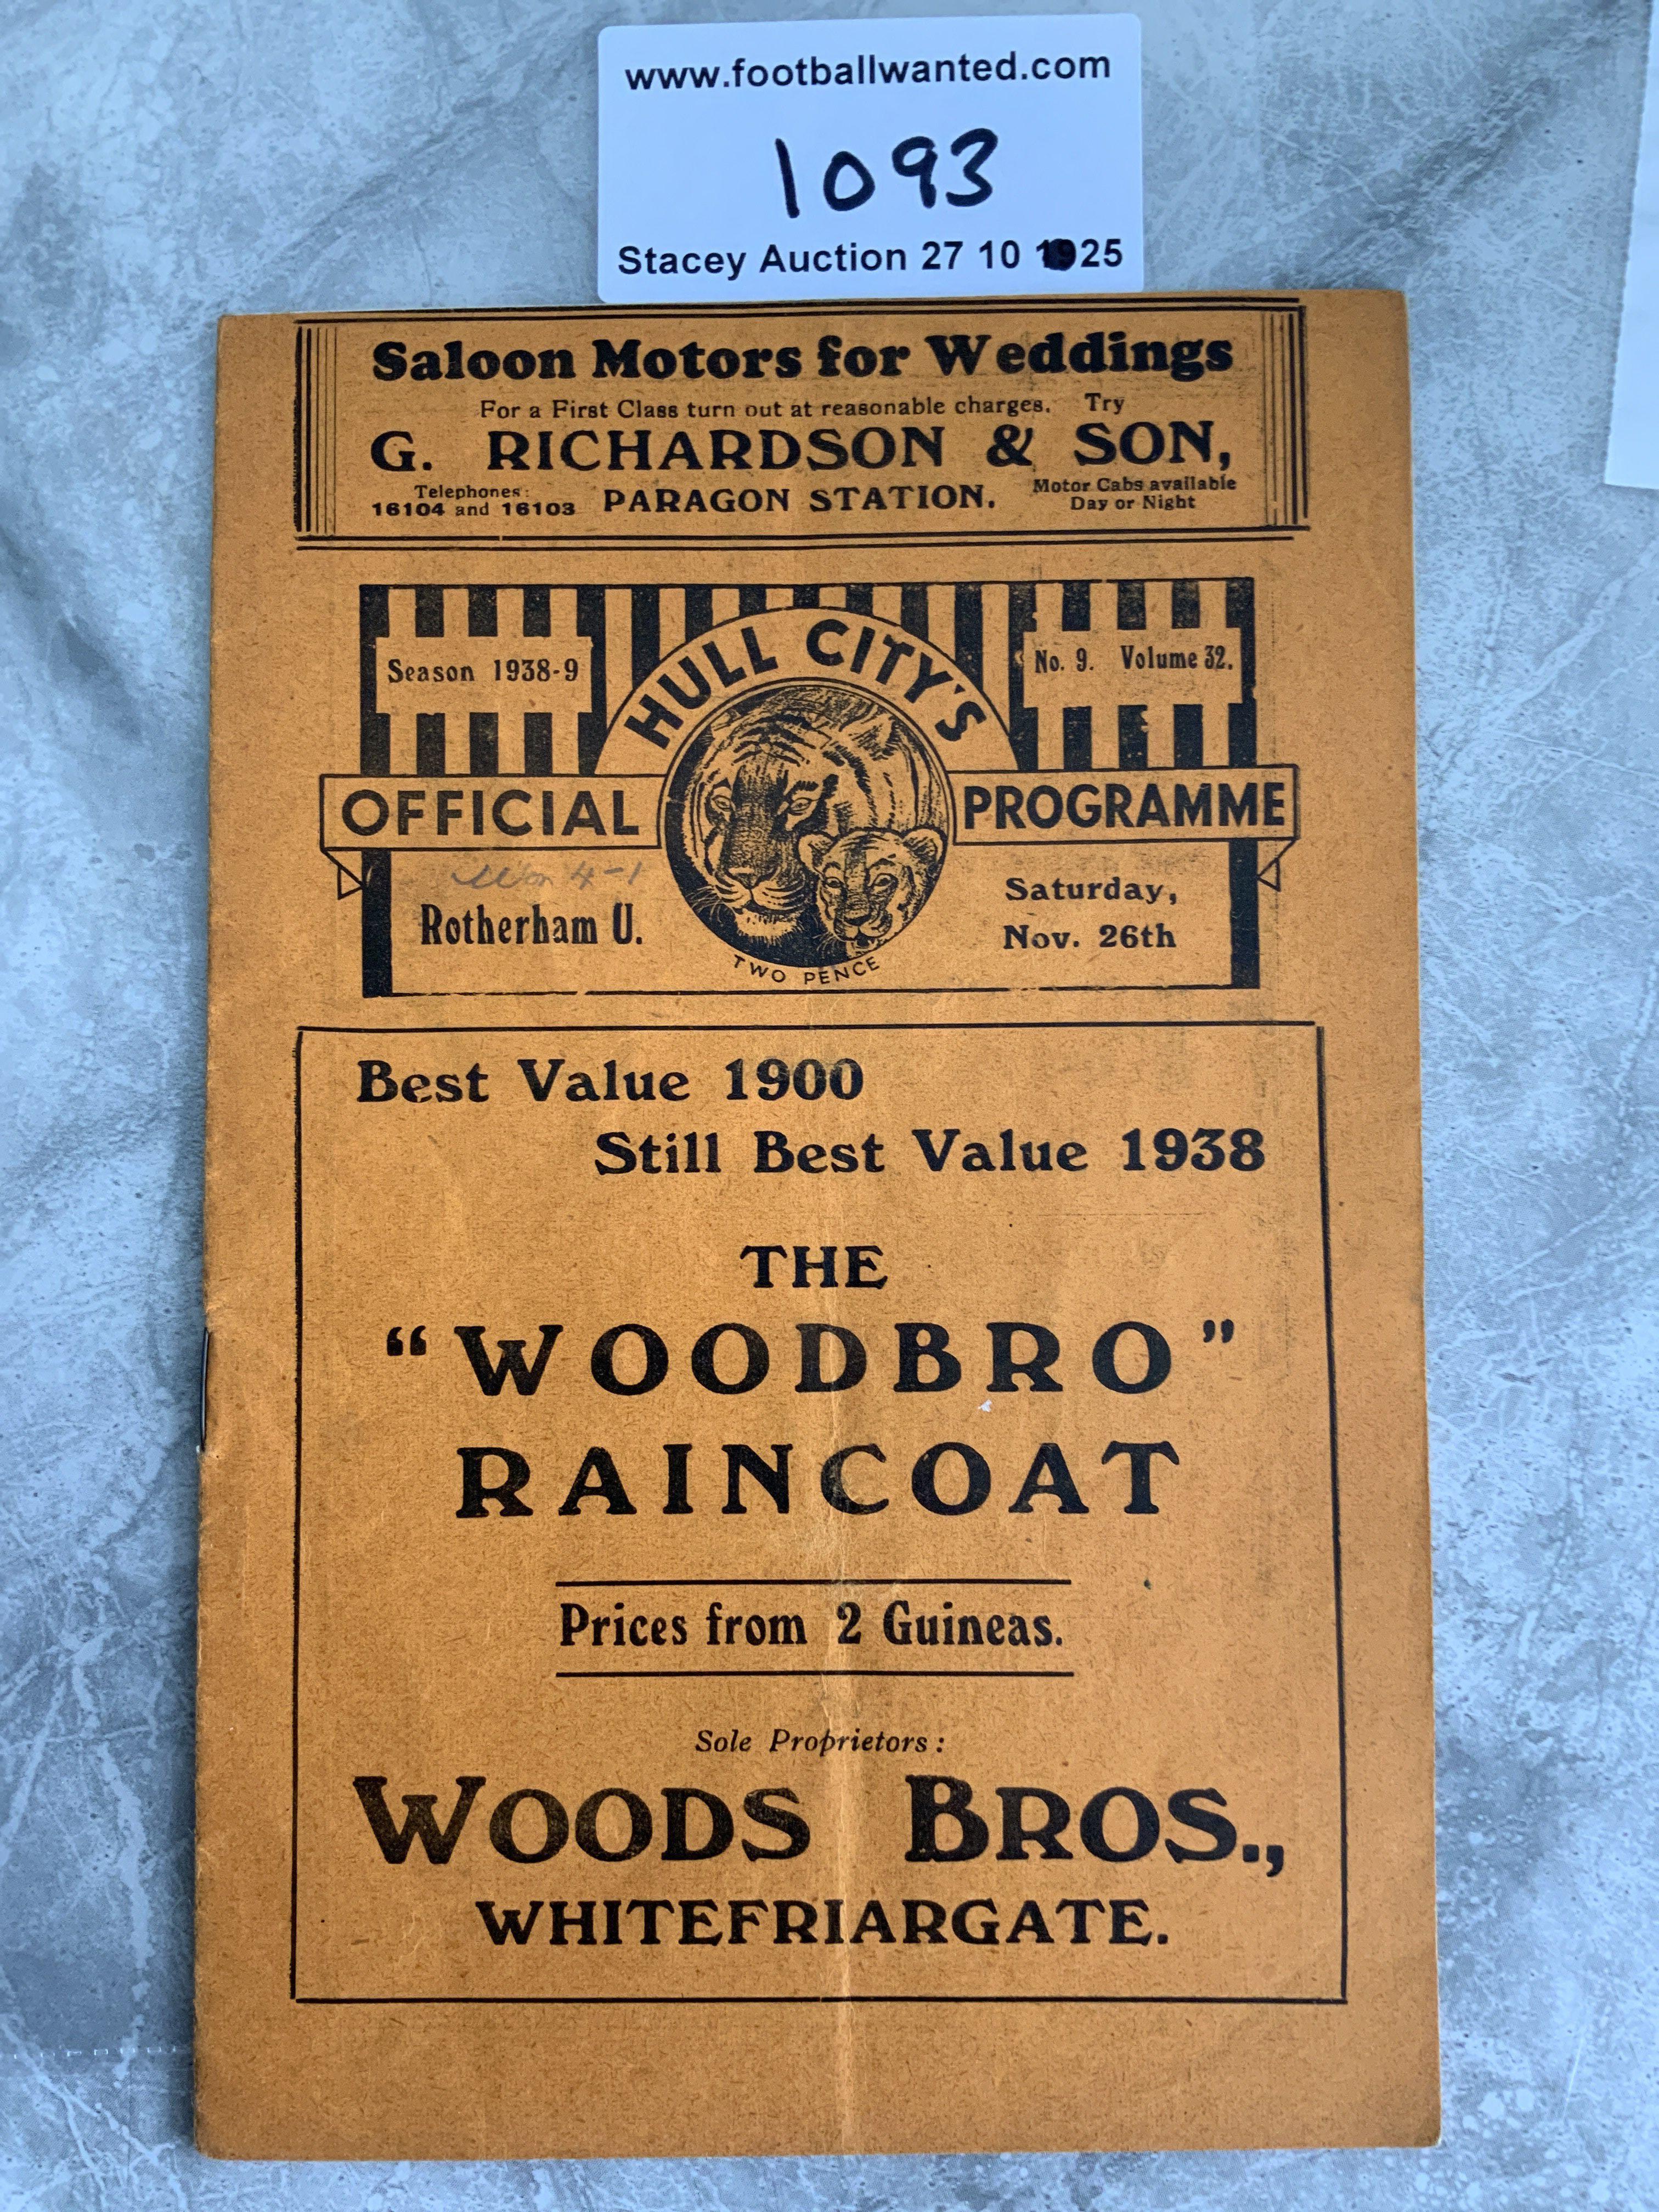 www.footballwanted.com
1093
Stacey Auction 27 10 1925
Saloon Motors for Weddings
For a First Class turn out at reasonable charges. Try
G. RICHARDSON & SON,
Telephones:
16104 and 16103
PARAGON STATION.
Motor Cabs available
Day or Night
HULL CITY'S
Season 1938-9
No. 9. Volume 32.
OFFICIAL PROGRAMME
Won 4-1
Rotherham U.
Saturday,
Nov. 26th
TWO PENCE
Best Value 1900
Still Best Value 1938
THE
"WOODBRO"
RAINCOAT
Prices from 2 Guineas.
Sole Proprietors:
WOODS BROS.,
WHITEFRIARGATE.